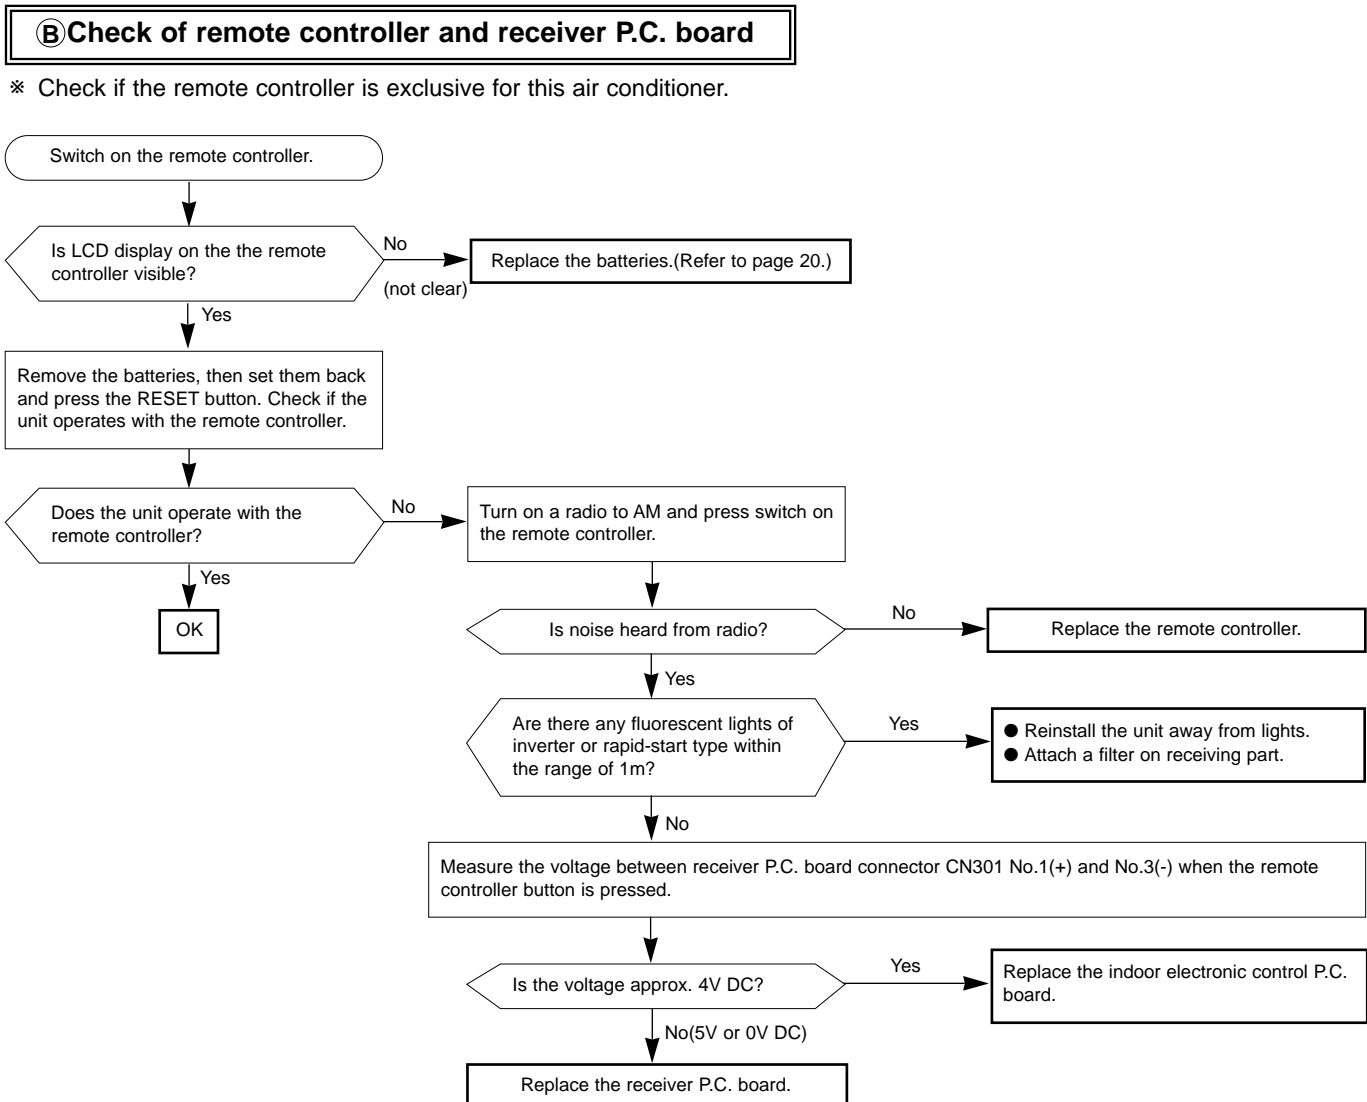 ⒷCheck of remote controller and receiver P.C. board
※ Check if the remote controller is exclusive for this air conditioner.
Switch on the remote controller.
Is LCD display on the the remote
controller visible?
No
(not clear)
Replace the batteries.(Refer to page 20.)
Yes
Remove the batteries, then set them back
and press the RESET button. Check if the
unit operates with the remote controller.
Does the unit operate with the
remote controller?
No
Turn on a radio to AM and press switch on
the remote controller.
Yes
OK
Is noise heard from radio?
No
Replace the remote controller.
Yes
Are there any fluorescent lights of
inverter or rapid-start type within
the range of 1m?
Yes
● Reinstall the unit away from lights.
● Attach a filter on receiving part.
No
Measure the voltage between receiver P.C. board connector CN301 No.1(+) and No.3(-) when the remote
controller button is pressed.
Is the voltage approx. 4V DC?
Yes
Replace the indoor electronic control P.C.
board.
No(5V or 0V DC)
Replace the receiver P.C. board.